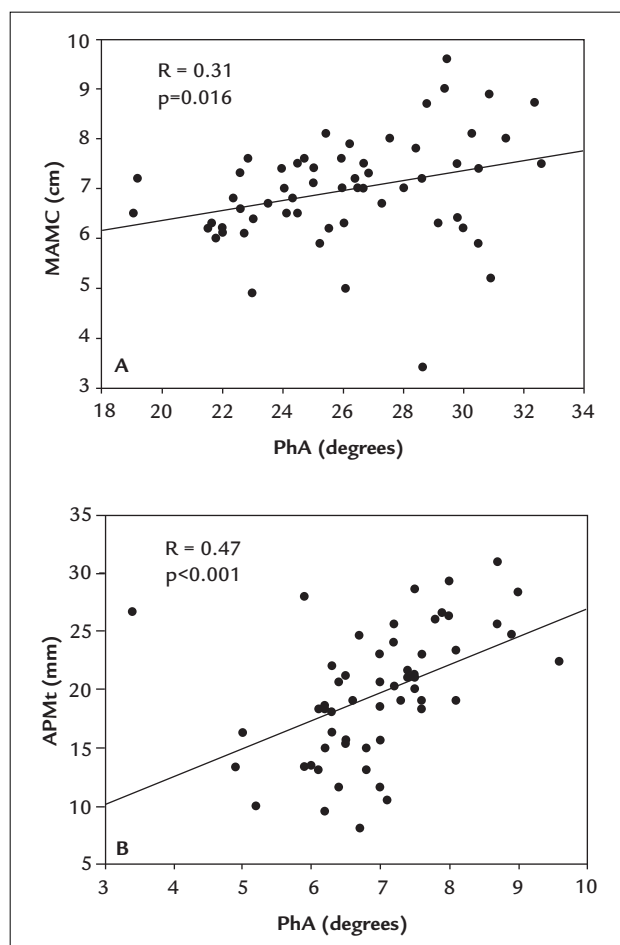 10
9
8
7
6
5
4
3
MAMC (cm)
R = 0.31
p=0.016
A
18 20 22 24 26 28 30 32 34
PhA (degrees)
35
30
25
20
15
10
5
APMt (mm)
R = 0.47
p<0.001
B
3 4 5 6 7 8 9 10
PhA (degrees)